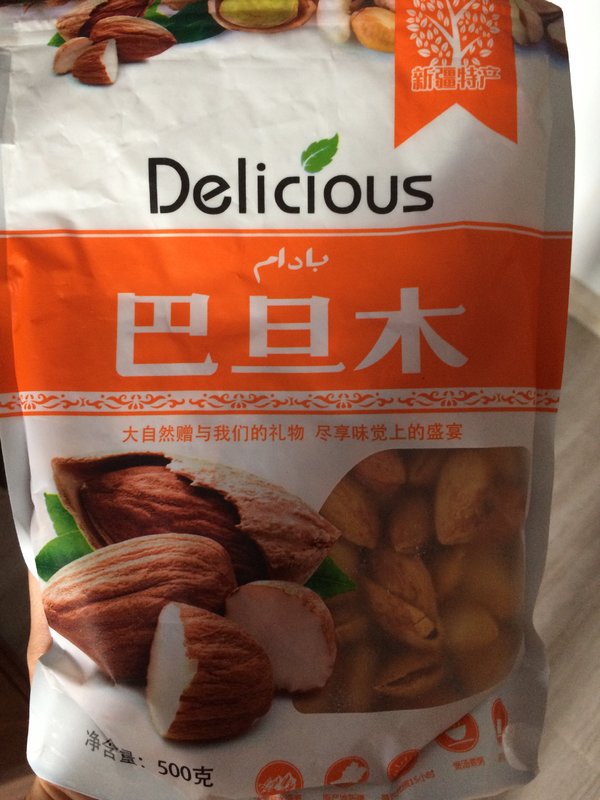 新疆特产
Delicious
بادام
巴旦木
大自然赠与我们的礼物 尽享味觉上的盛宴
净含量: 500克